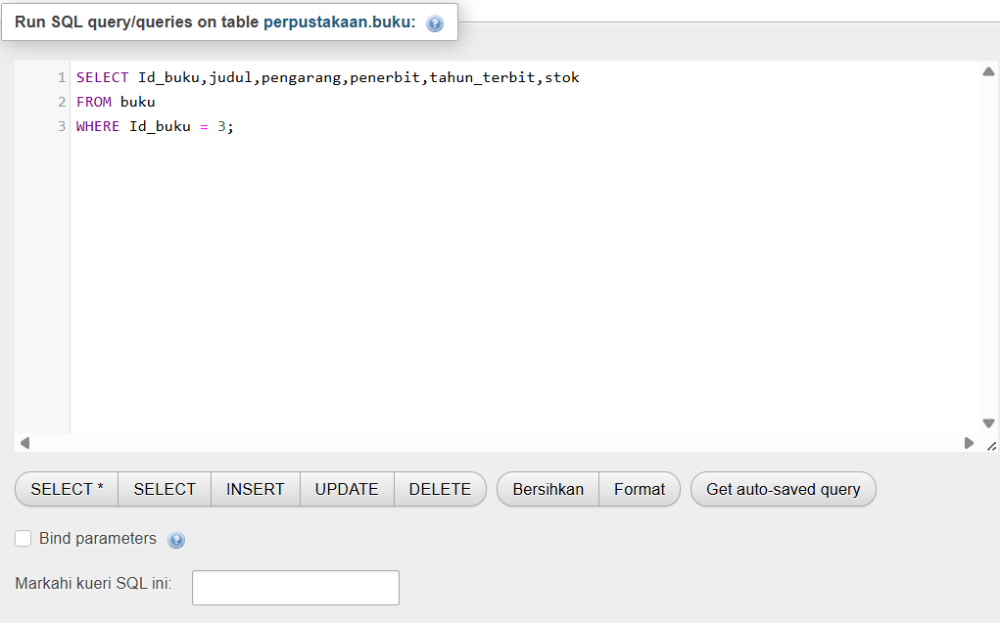 Run SQL query/queries on table perpustakaan.buku:
1 SELECT Id_buku,judul,pengarang,penerbit,tahun_terbit,stok
2 FROM buku
3 WHERE Id_buku = 3;
SELECT * SELECT INSERT UPDATE DELETE Bersihkan Format Get auto-saved query
Bind parameters
Markahi kueri SQL ini: